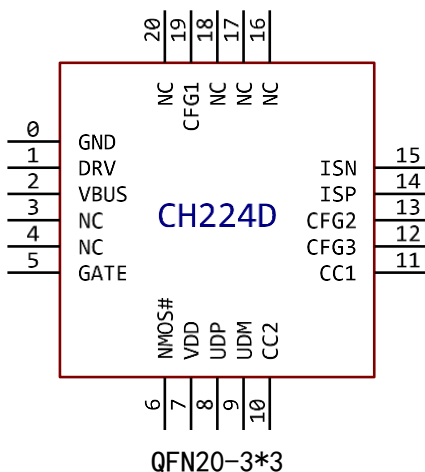 20 19 18 17 16
NC CFG1 NC NC NC
0 GND
1 DRV
2 VBUS
3 NC
4 NC
5 GATE
CH224D
ISN 15
ISP 14
CFG2 13
CFG3 12
CC1 11
NMOS# VDD UDP UDM CC2
6 7 8 9 10
QFN20-3*3